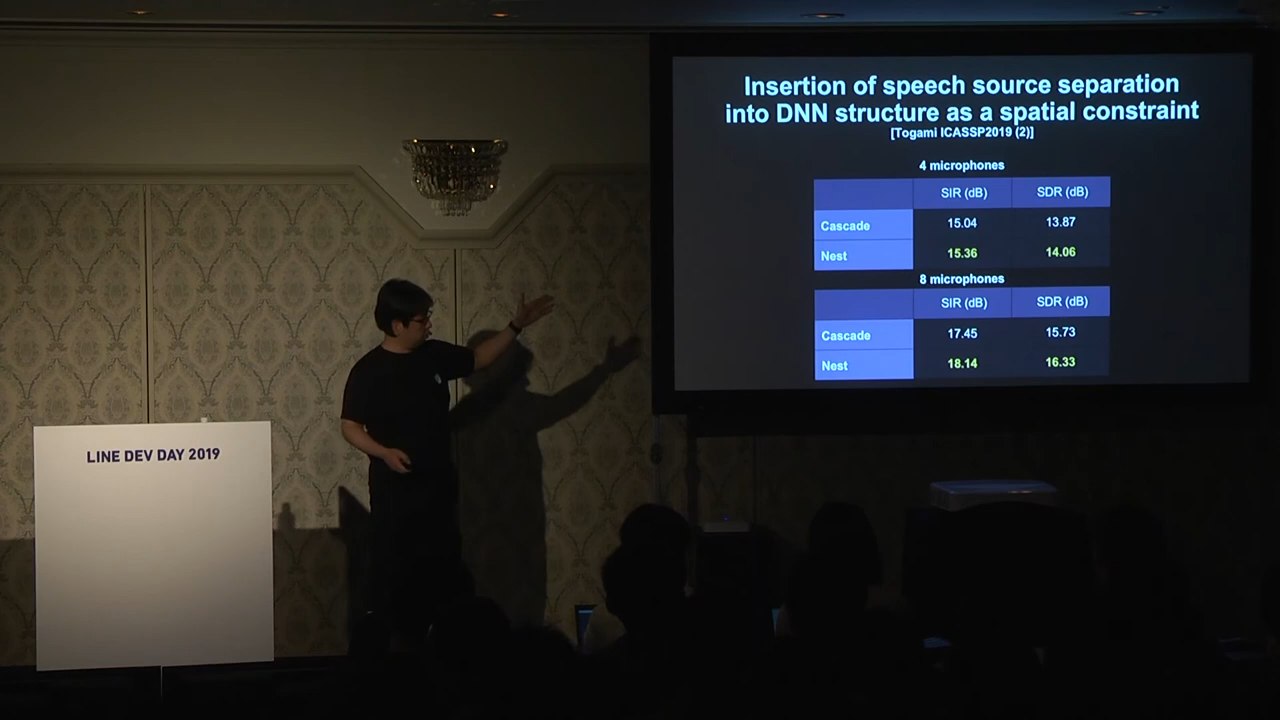 LINE DEV DAY 2019
Insertion of speech source separation
into DNN structure as a spatial constraint
[Togami ICASSP2019 (2)]
4 microphones
SIR (dB) SDR (dB)
Cascade 15.04 13.87
Nest 15.36 14.06
8 microphones
SIR (dB) SDR (dB)
Cascade 17.45 15.73
Nest 18.14 16.33